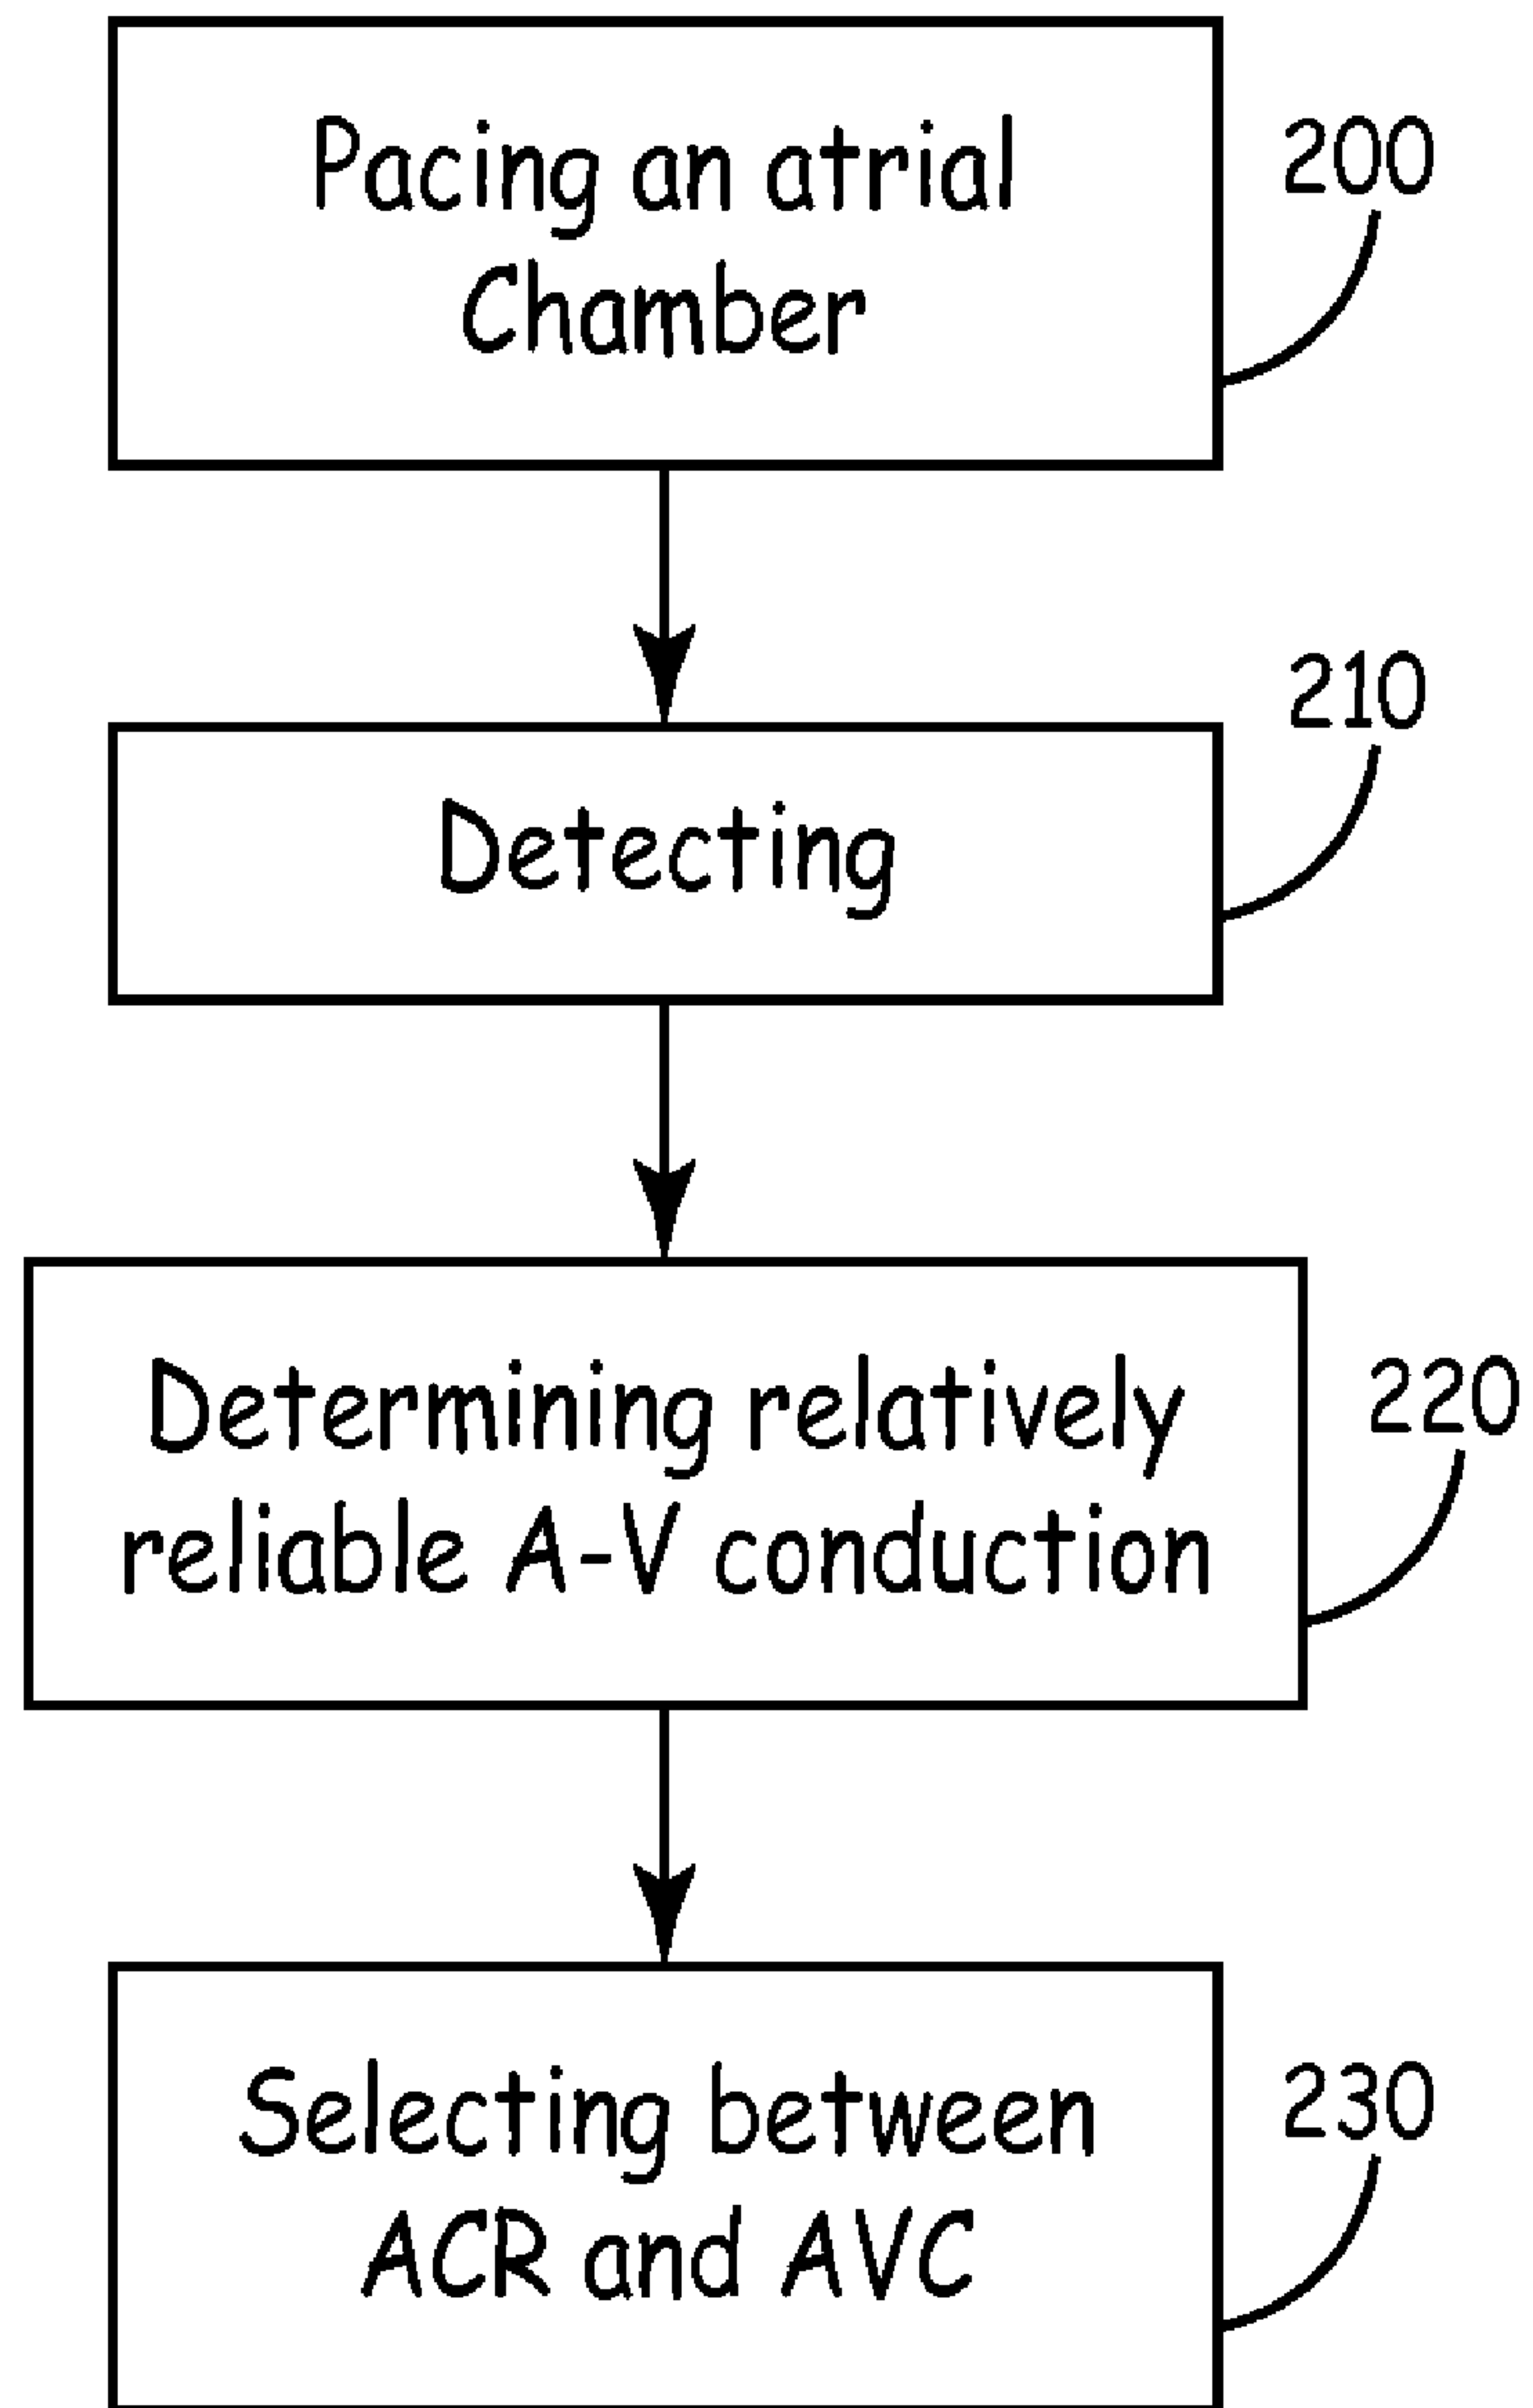 Pacing an atrial
Chamber
200
Detecting
210
Determining relatively
reliable A-V conduction
220
Selecting between
ACR and AVC
230